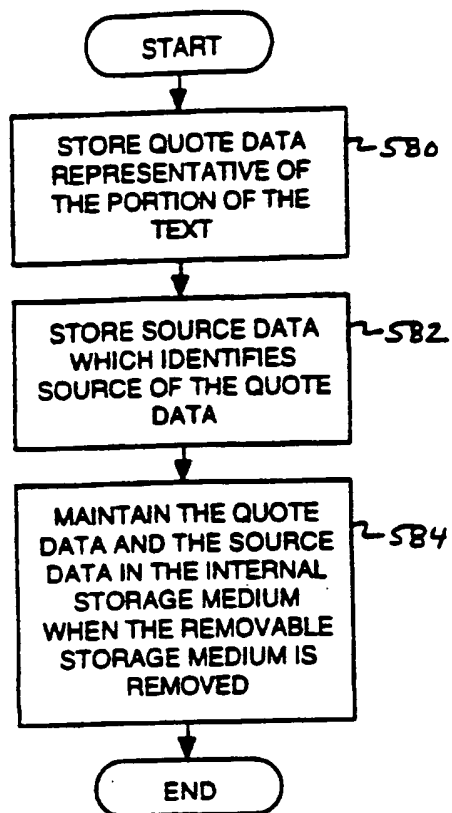 START
STORE QUOTE DATA
REPRESENTATIVE OF
THE PORTION OF THE
TEXT
580
STORE SOURCE DATA
WHICH IDENTIFIES
SOURCE OF THE QUOTE
DATA
582
MAINTAIN THE QUOTE
DATA AND THE SOURCE
DATA IN THE INTERNAL
STORAGE MEDIUM
WHEN THE REMOVABLE
STORAGE MEDIUM IS
REMOVED
584
END